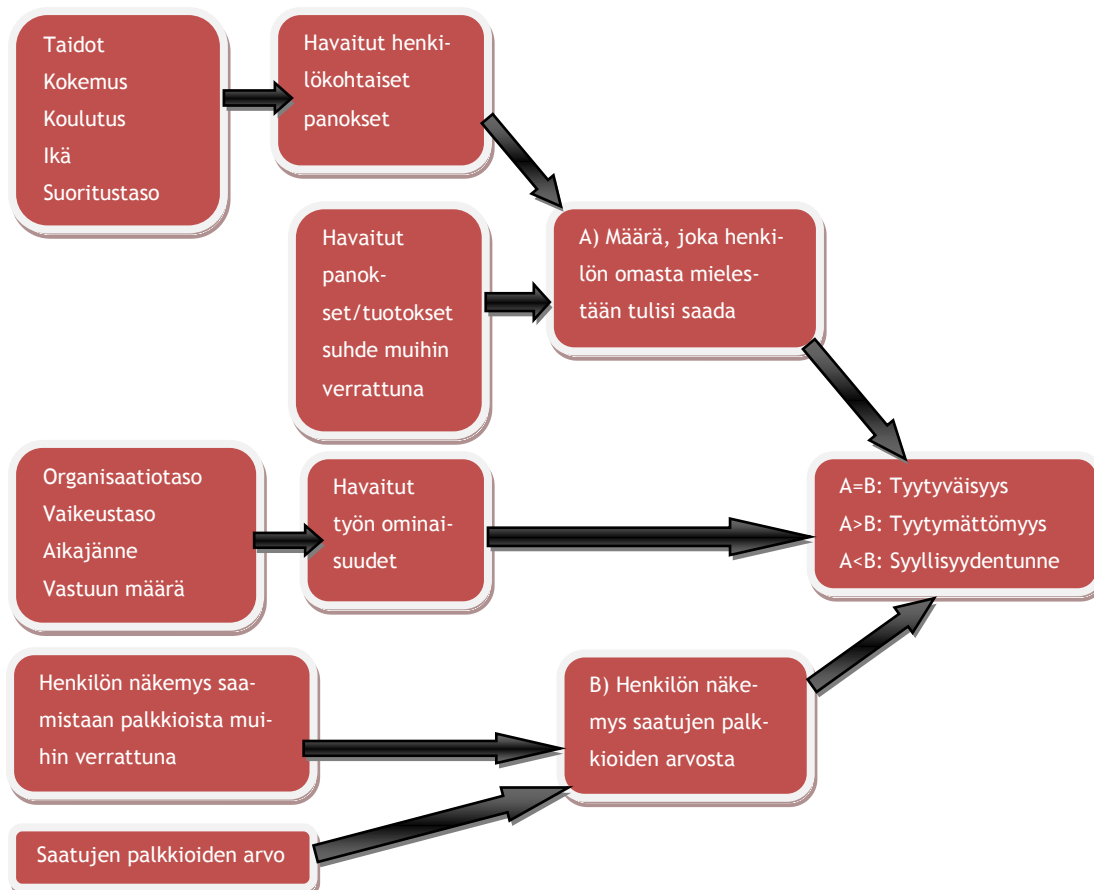 Taidot
Kokemus
Koulutus
Ikä
Suoritustaso
Havaitut henki-
lökohtaiset
panokset
Havaitut
panok-
set/tuotokset
suhde muihin
verrattuna
A) Määrä, joka henki-
lön omasta mieles-
tään tulisi saada
Organisaatiotaso
Vaikeustaso
Aikajänne
Vastuun määrä
Havaitut
työn ominai-
suudet
A=B: Tyytyväisyys
A>B: Tyytymättömyys
A<B: Syyllisyydentunne
Henkilön näkemys saa-
mistaan palkkioista mui-
hin verrattuna
B) Henkilön näke-
mys saatujen palk-
kioiden arvosta
Saatujen palkkioiden arvo